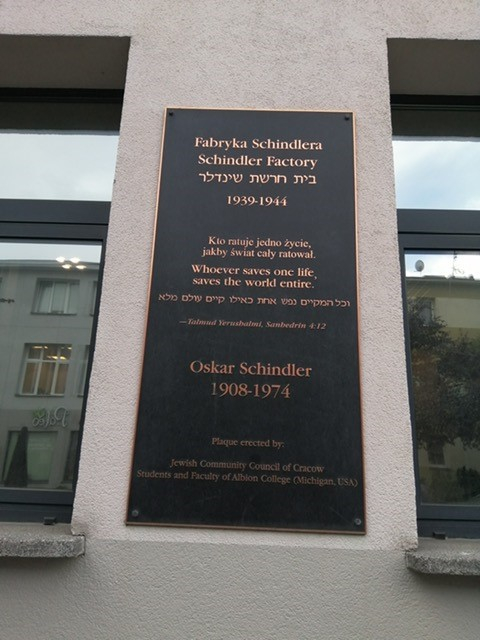 Fabryka Schindlera
Schindler Factory
בית חרשת שינדלר
1939-1944
Kto ratuje jedno życie,
jakby świat cały ratował.
Whoever saves one life,
saves the world entire.
וכל המקיים נפש אחת כאילו קיים עולם מלא
—Talmud Yerushalmi, Sanhedrin 4:12
Oskar Schindler
1908-1974
Plaque erected by:
Jewish Community Council of Cracow
Students and Faculty of Albion College (Michigan, USA)